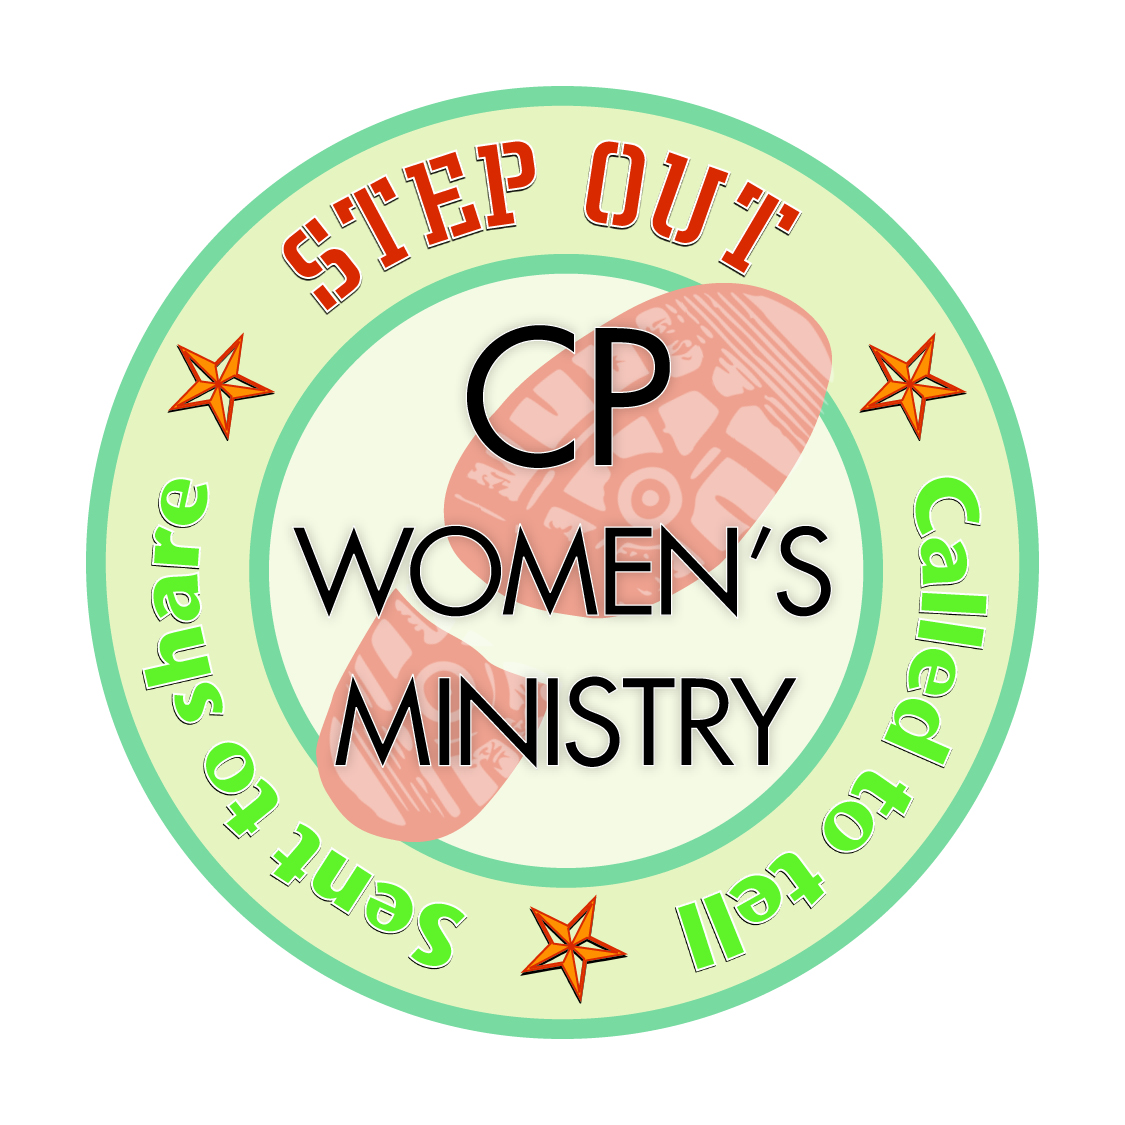 STEP OUT
CP
WOMEN'S
MINISTRY
Called to tell
Sent to share